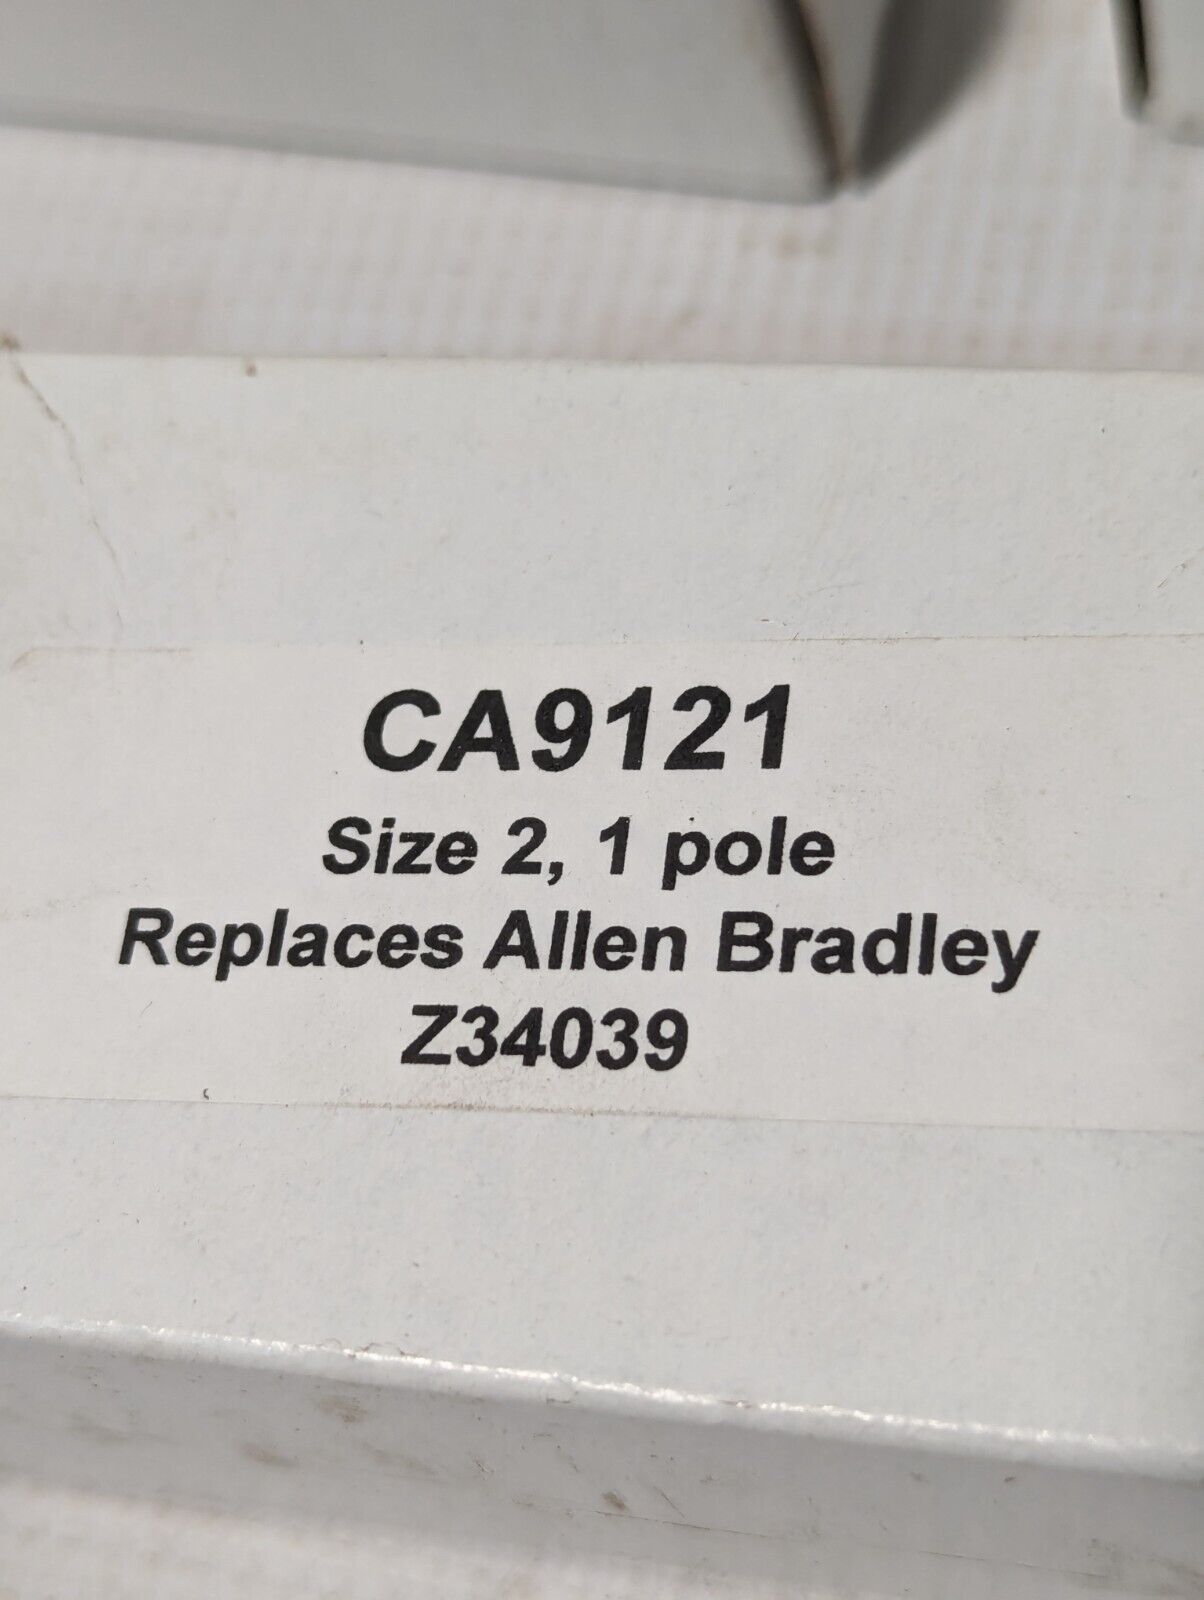 CA9121
Size 2, 1 pole
Replaces Allen Bradley
Z34039